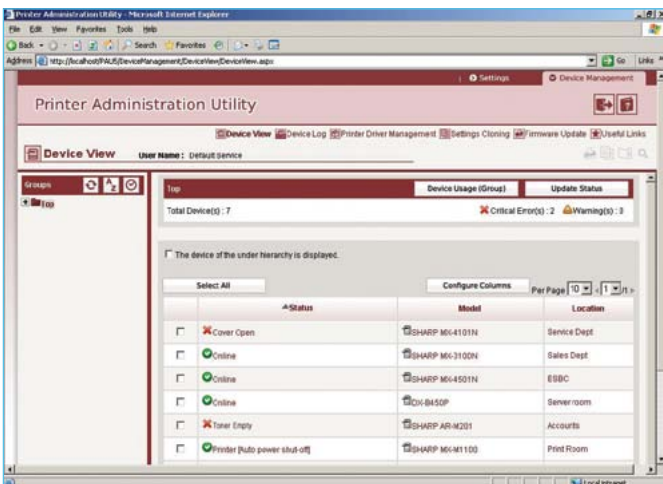 Printer Administration Utility - Microsoft Internet Explorer
File Edit View Favorites Tools Help
Back Search Favorites
Address http://localhost/PAU5/DeviceManagement/DeviceView/DeviceView.aspx Go Links
Settings Device Management
Printer Administration Utility
Device View Device Log Printer Driver Management Settings Cloning Firmware Update Useful Links
Device View User Name : Default Service
Groups
Top
Top Device Usage (Group) Update Status
Total Device(s) : 7 Critical Error(s) : 2 Warning(s) :
The device of the under hierarchy is displayed.
Select All Configure Columns Per Page 10 < 1 /1 >
Status Model Location
Cover Open SHARP MX-4101N Service Dept
Online SHARP MX-3100N Sales Dept
Online SHARP MX-4501N ESBC
Online DX-B450P Server room
Toner Empty SHARP AR-M201 Accounts
Printer [Auto power shut-off] SHARP MX-M1100 Print Room
Local intranet